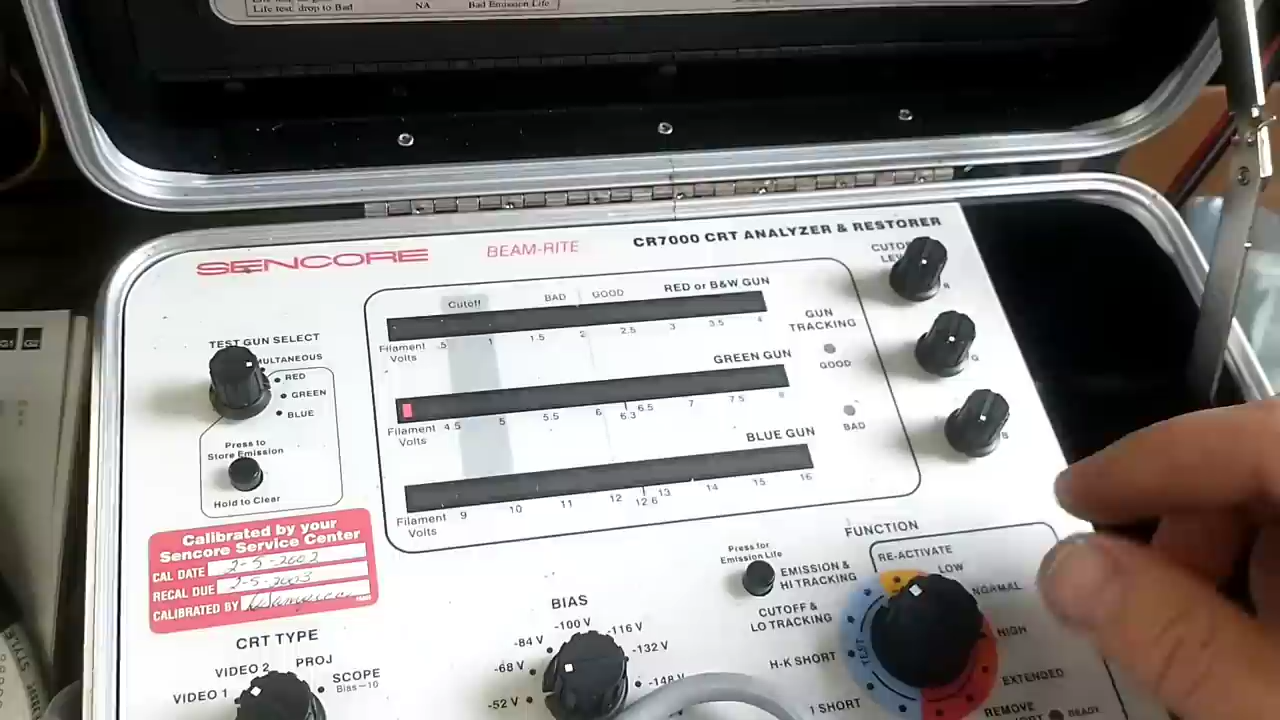 Life test, drop to Bad NA Bad Emission Life
G1 G2
SENCORE BEAM-RITE CR7000 CRT ANALYZER & RESTORER
Cutoff BAD GOOD RED or B&W GUN
Filament Volts .5 1 1.5 2 2.5 3 3.5 4
GREEN GUN
Filament Volts 4.5 5 5.5 6 6.3 6.5 7 7.5 8
BLUE GUN
Filament Volts 9 10 11 12 12.6 13 14 15 16
GUN
TRACKING
GOOD
BAD
R
G
B
TEST GUN SELECT
RED
GREEN
BLUE
Press to
Store Emission
Hold to Clear
Calibrated by your
Sencore Service Center
CAL DATE 2-5-2002
RECAL DUE 2-5-2003
CALIBRATED BY
CRT TYPE
VIDEO 1
VIDEO 2
PROJ
SCOPE
Bias-10
BIAS
-52 V
-68 V
-84 V
-100 V
-116 V
-132 V
-148 V
FUNCTION
Press for
Emission Life
EMISSION &
HI TRACKING
CUTOFF &
LO TRACKING
H-K SHORT
1 SHORT
TEST
RE-ACTIVATE
LOW
NORMAL
HIGH
EXTENDED
REMOVE
READY